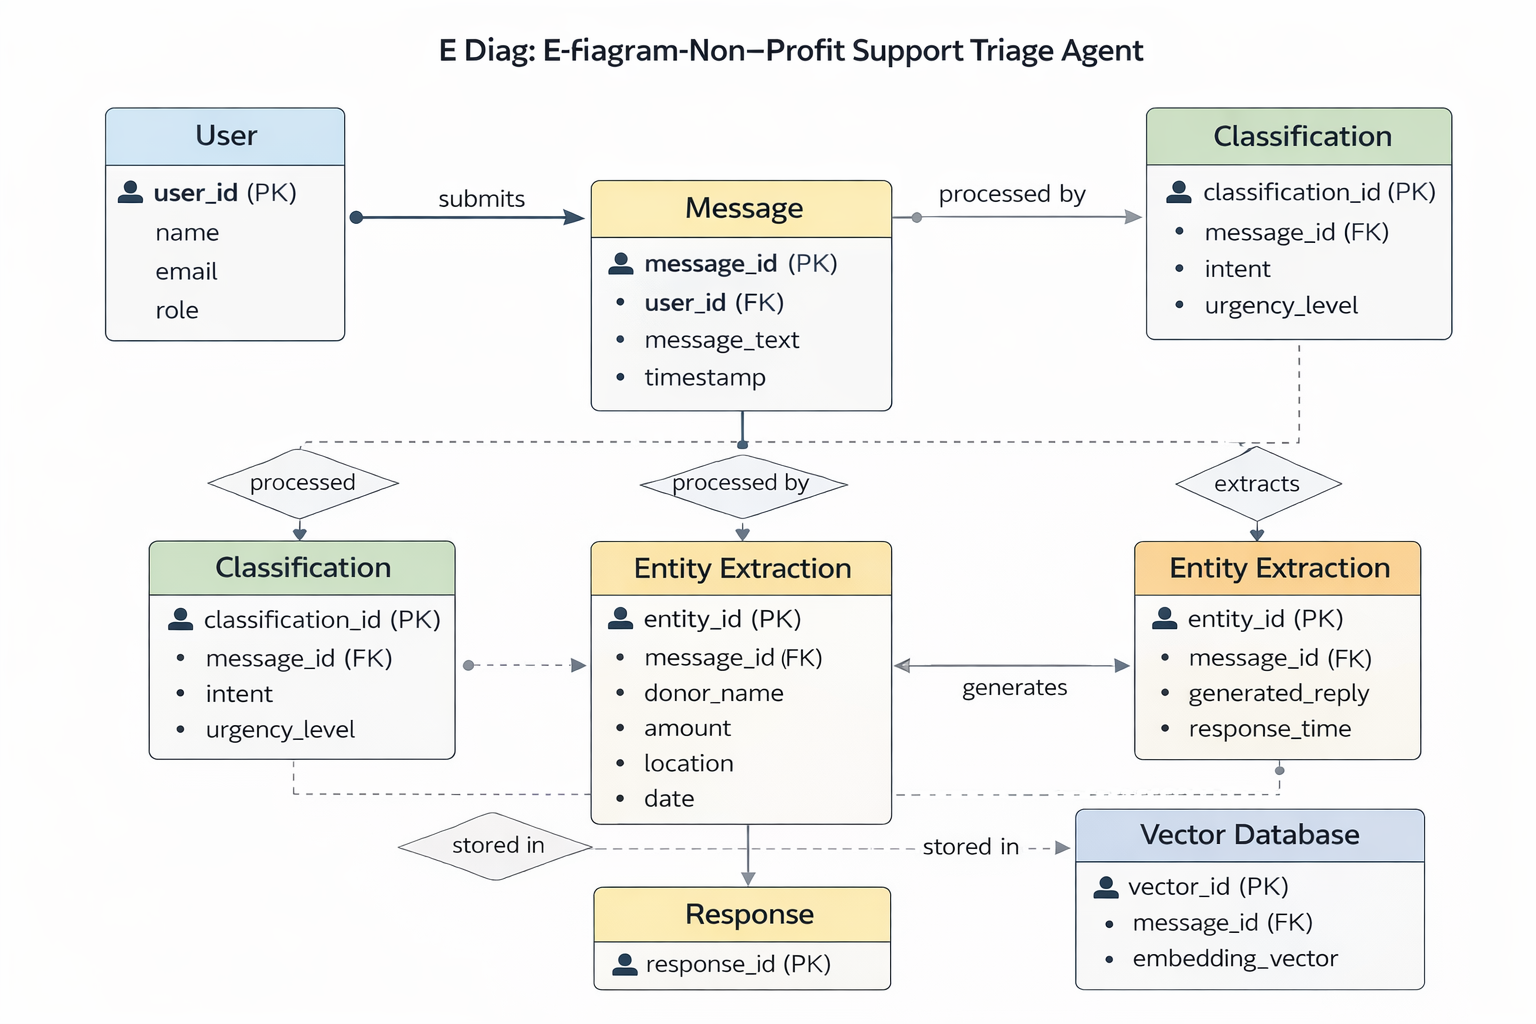 E Diag: E-fiagram-Non–Profit Support Triage Agent
User
user_id (PK)
name
email
role
submits
Message
message_id (PK)
user_id (FK)
message_text
timestamp
processed by
Classification
classification_id (PK)
message_id (FK)
intent
urgency_level
processed
processed by
extracts
Classification
classification_id (PK)
message_id (FK)
intent
urgency_level
Entity Extraction
entity_id (PK)
message_id (FK)
donor_name
amount
location
date
generates
Entity Extraction
entity_id (PK)
message_id (FK)
generated_reply
response_time
stored in
stored in
Response
response_id (PK)
Vector Database
vector_id (PK)
message_id (FK)
embedding_vector